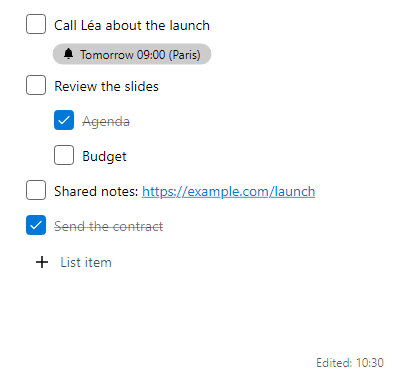 Call Léa about the launch
Tomorrow 09:00 (Paris)
Review the slides
Agenda
Budget
Shared notes: https://example.com/launch
Send the contract
List item
Edited: 10:30